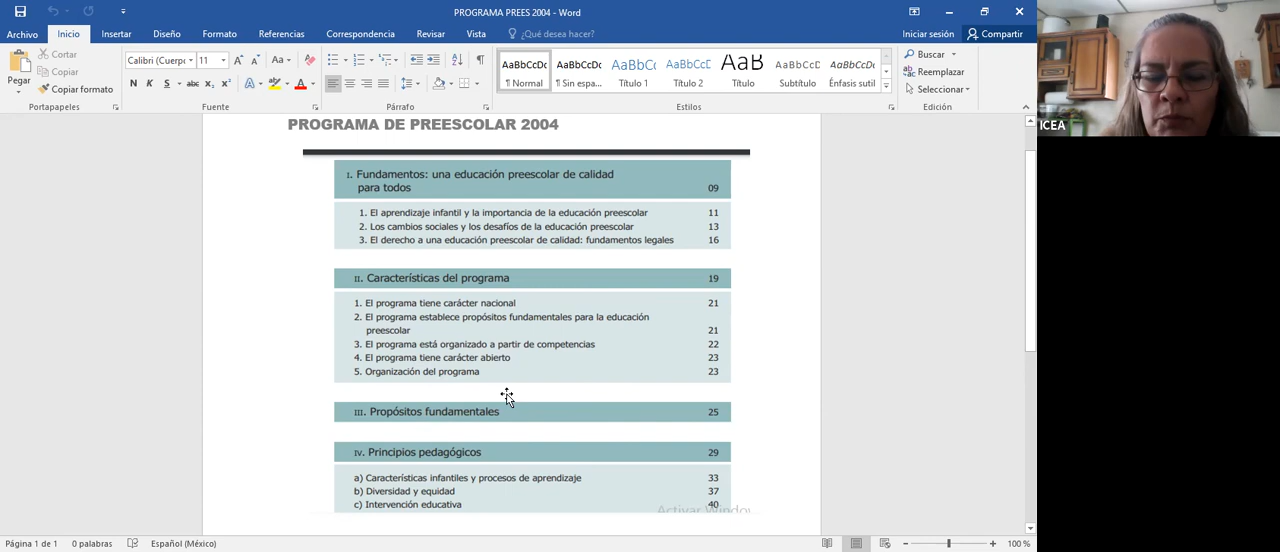 PROGRAMA PREES 2004 - Word
Archivo Inicio Insertar Diseño Formato Referencias Correspondencia Revisar Vista ¿Qué desea hacer? Iniciar sesión Compartir
Pegar
Cortar
Copiar
Copiar formato
Portapapeles
Calibri (Cuerpo 11
N K S abc x₂ x²
Fuente
Párrafo
AaBbCcDc AaBbCcDc AaBbCc AaBbCcD AaB AaBbCcD AaBbCcDc
¶ Normal ¶ Sin espa... Título 1 Título 2 Título Subtítulo Énfasis sutil
Estilos
Buscar
Reemplazar
Seleccionar
Edición
ICEA
PROGRAMA DE PREESCOLAR 2004
I. Fundamentos: una educación preescolar de calidad
para todos 09
1. El aprendizaje infantil y la importancia de la educación preescolar 11
2. Los cambios sociales y los desafíos de la educación preescolar 13
3. El derecho a una educación preescolar de calidad: fundamentos legales 16
II. Características del programa 19
1. El programa tiene carácter nacional 21
2. El programa establece propósitos fundamentales para la educación
preescolar 21
3. El programa está organizado a partir de competencias 22
4. El programa tiene carácter abierto 23
5. Organización del programa 23
III. Propósitos fundamentales 25
IV. Principios pedagógicos 29
a) Características infantiles y procesos de aprendizaje 33
b) Diversidad y equidad 37
c) Intervención educativa 40
Página 1 de 1 0 palabras Español (México) 100 %